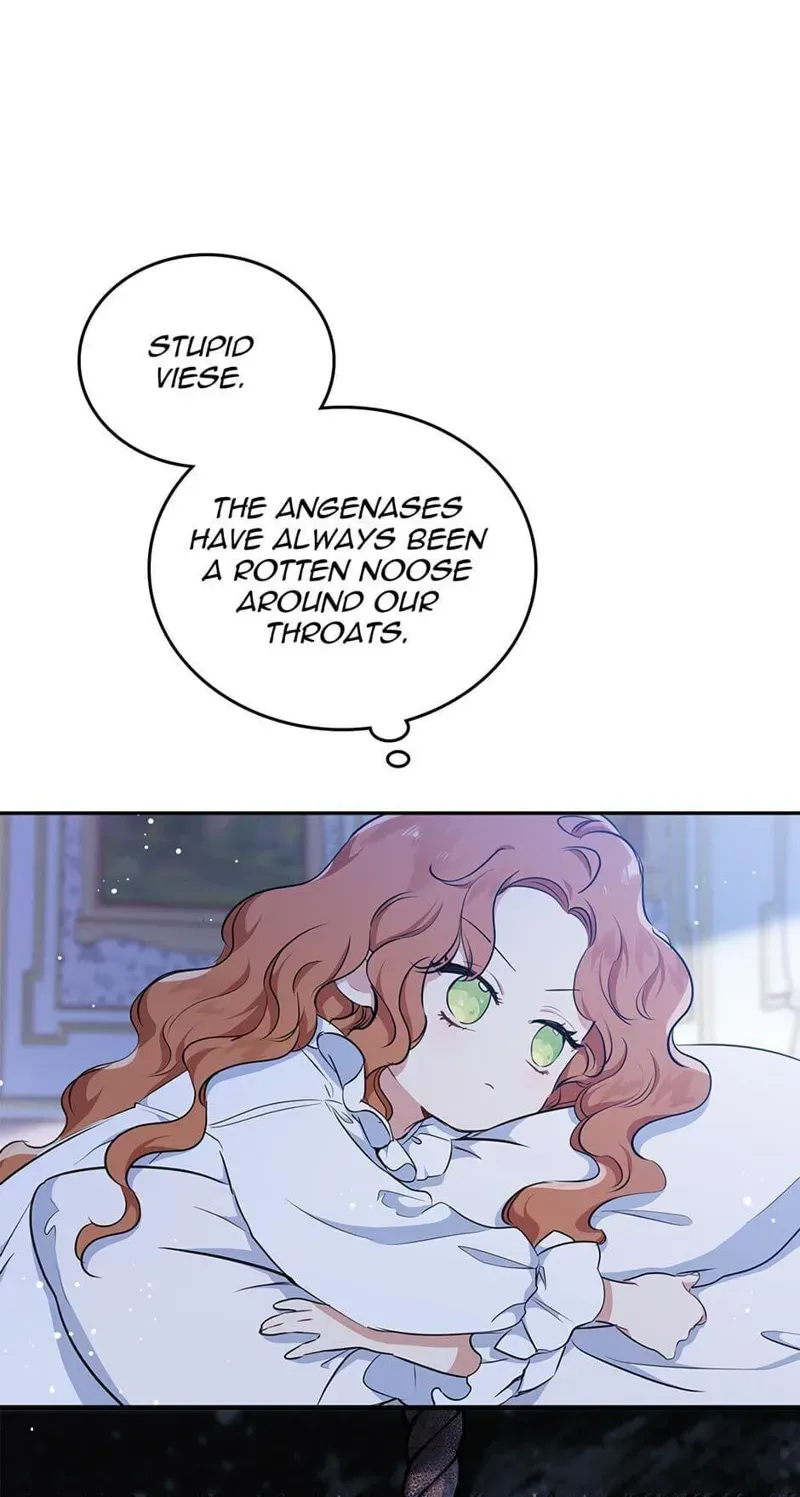 STUPID
VIESE.
THE ANGENASES
HAVE ALWAYS BEEN
A ROTTEN NOOSE
AROUND OUR
THROATS.